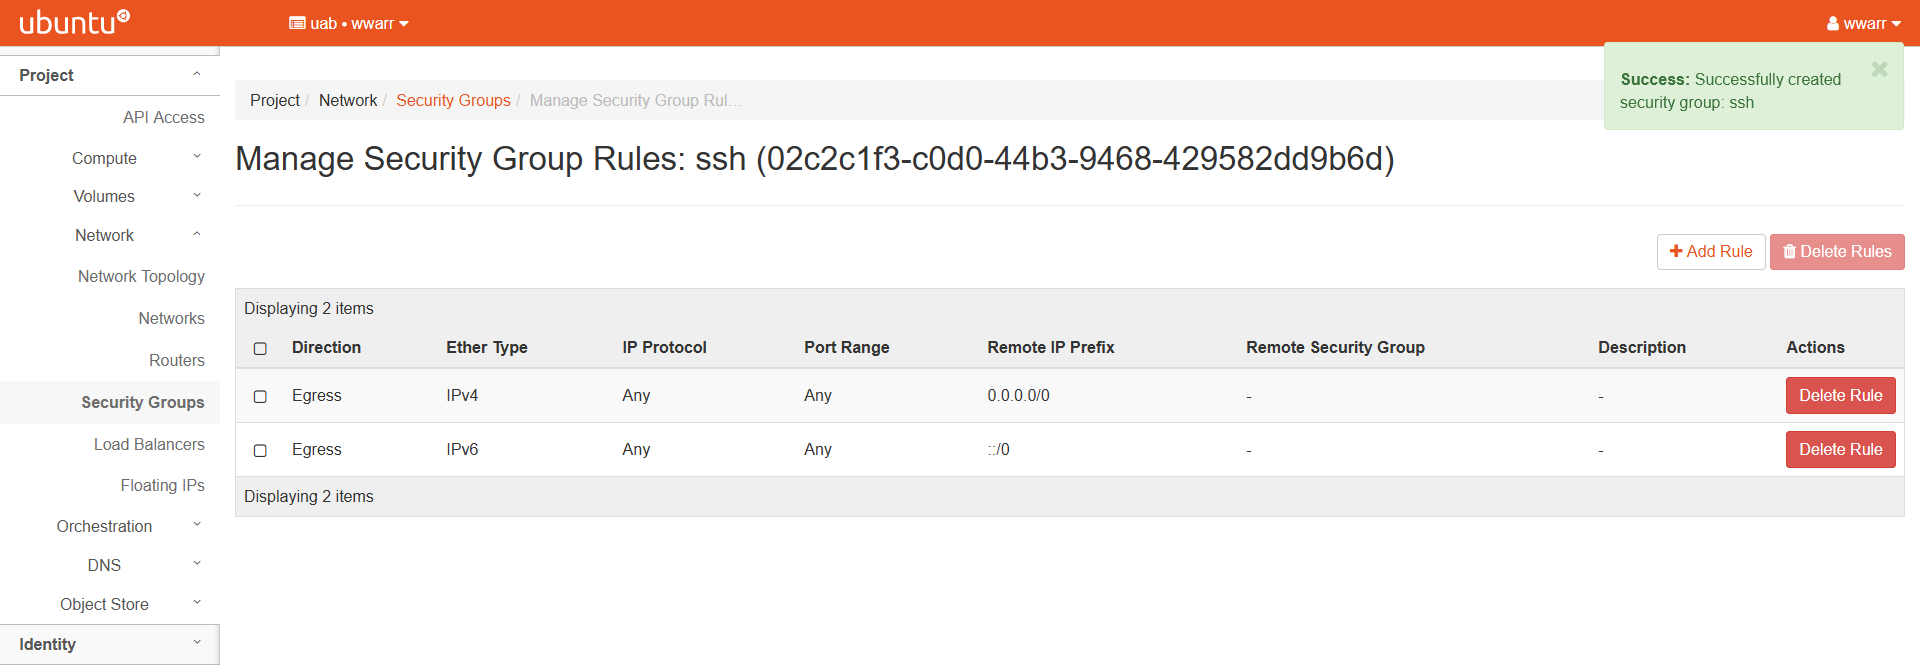 ubuntu
uab • wwarr
wwarr
Success: Successfully created
security group: ssh
Project
API Access
Compute
Volumes
Network
Network Topology
Networks
Routers
Security Groups
Load Balancers
Floating IPs
Orchestration
DNS
Object Store
Identity
Project / Network / Security Groups / Manage Security Group Rul...
Manage Security Group Rules: ssh (02c2c1f3-c0d0-44b3-9468-429582dd9b6d)
Add Rule Delete Rules
Displaying 2 items
Direction Ether Type IP Protocol Port Range Remote IP Prefix Remote Security Group Description Actions
Egress IPv4 Any Any 0.0.0.0/0 - - Delete Rule
Egress IPv6 Any Any ::/0 - - Delete Rule
Displaying 2 items